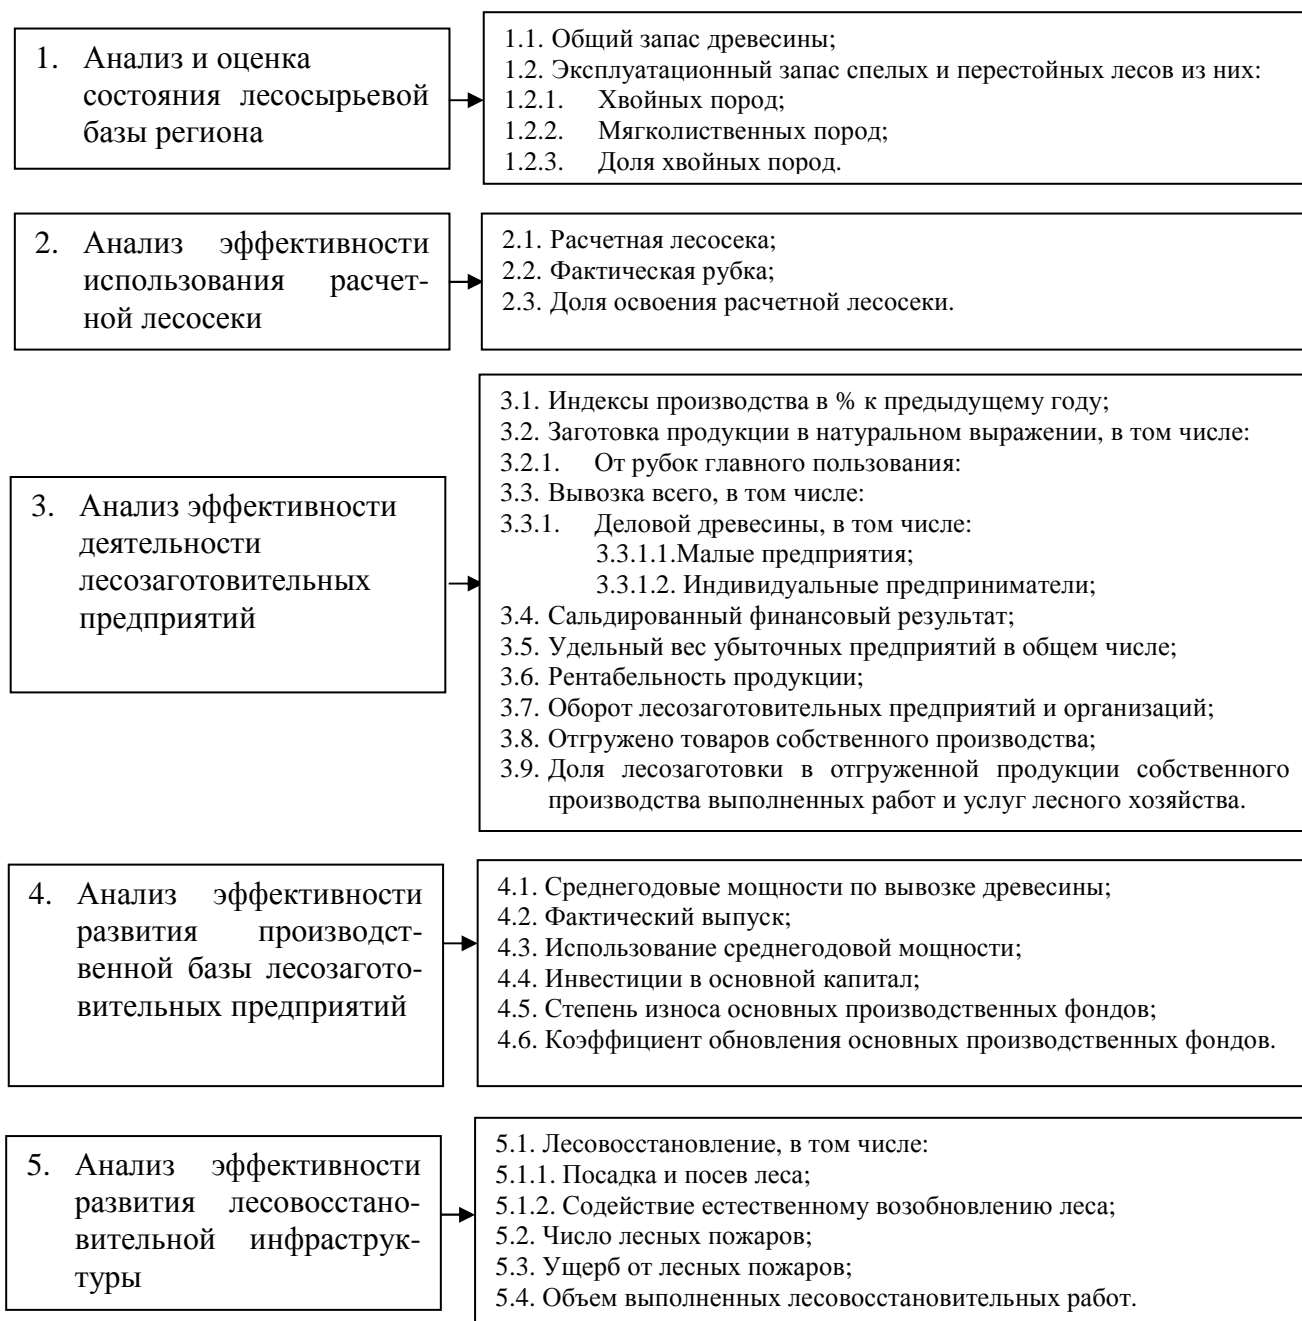 1. Анализ и оценка
состояния лесосырьевой
базы региона
1.1. Общий запас древесины;
1.2. Эксплуатационный запас спелых и перестойных лесов из них:
1.2.1. Хвойных пород;
1.2.2. Мягколиственных пород;
1.2.3. Доля хвойных пород.
2. Анализ эффективности
использования расчет-
ной лесосеки
2.1. Расчетная лесосека;
2.2. Фактическая рубка;
2.3. Доля освоения расчетной лесосеки.
3. Анализ эффективности
деятельности
лесозаготовительных
предприятий
3.1. Индексы производства в % к предыдущему году;
3.2. Заготовка продукции в натуральном выражении, в том числе:
3.2.1. От рубок главного пользования:
3.3. Вывозка всего, в том числе:
3.3.1. Деловой древесины, в том числе:
3.3.1.1.Малые предприятия;
3.3.1.2. Индивидуальные предприниматели;
3.4. Сальдированный финансовый результат;
3.5. Удельный вес убыточных предприятий в общем числе;
3.6. Рентабельность продукции;
3.7. Оборот лесозаготовительных предприятий и организаций;
3.8. Отгружено товаров собственного производства;
3.9. Доля лесозаготовки в отгруженной продукции собственного
производства выполненных работ и услуг лесного хозяйства.
4. Анализ эффективности
развития производст-
венной базы лесозагото-
вительных предприятий
4.1. Среднегодовые мощности по вывозке древесины;
4.2. Фактический выпуск;
4.3. Использование среднегодовой мощности;
4.4. Инвестиции в основной капитал;
4.5. Степень износа основных производственных фондов;
4.6. Коэффициент обновления основных производственных фондов.
5. Анализ эффективности
развития лесовосстано-
вительной инфраструк-
туры
5.1. Лесовосстановление, в том числе:
5.1.1. Посадка и посев леса;
5.1.2. Содействие естественному возобновлению леса;
5.2. Число лесных пожаров;
5.3. Ущерб от лесных пожаров;
5.4. Объем выполненных лесовосстановительных работ.